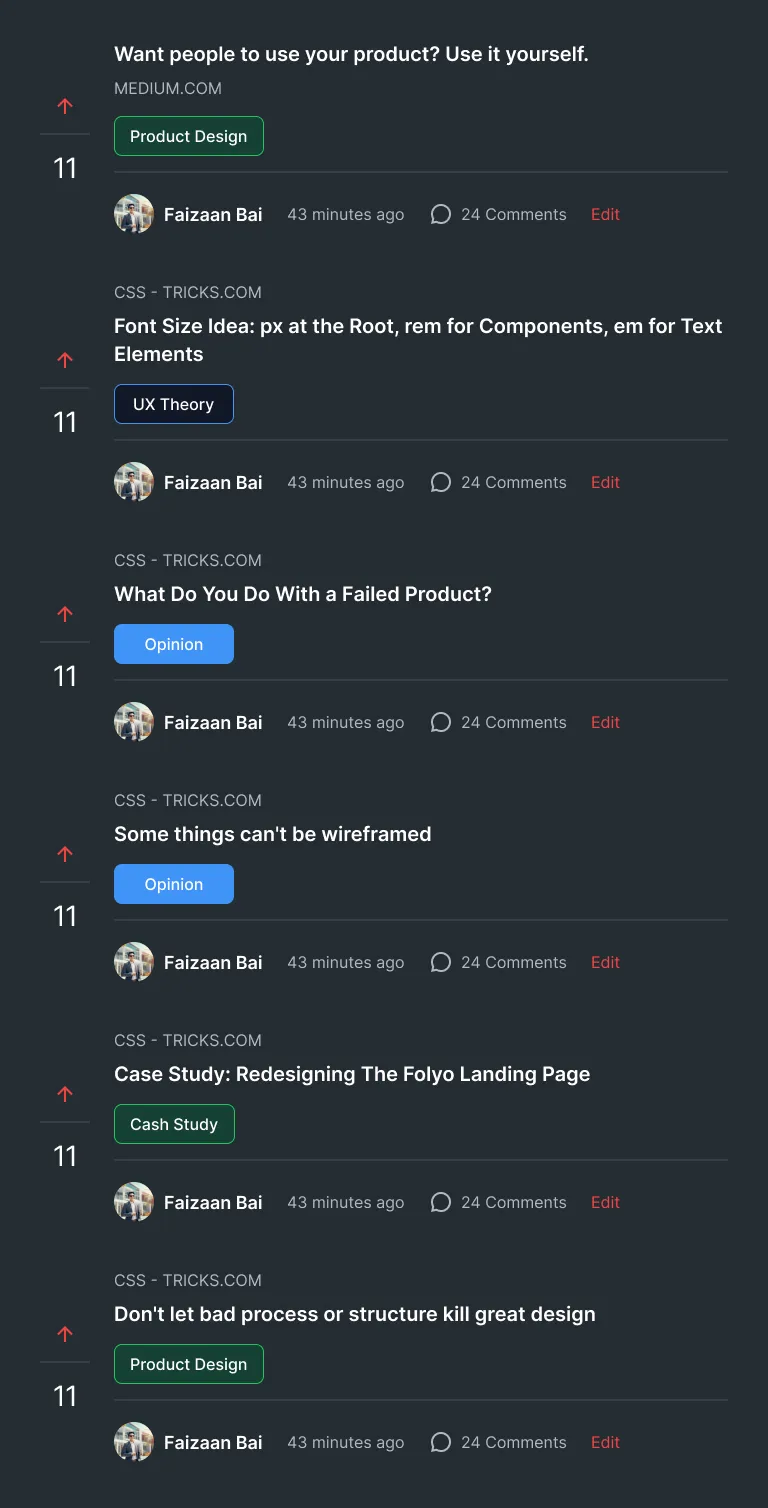 Want people to use your product? Use it yourself.
MEDIUM.COM
Product Design
11
Faizaan Bai 43 minutes ago 24 Comments Edit
CSS - TRICKS.COM
Font Size Idea: px at the Root, rem for Components, em for Text
Elements
UX Theory
11
Faizaan Bai 43 minutes ago 24 Comments Edit
CSS - TRICKS.COM
What Do You Do With a Failed Product?
Opinion
11
Faizaan Bai 43 minutes ago 24 Comments Edit
CSS - TRICKS.COM
Some things can't be wireframed
Opinion
11
Faizaan Bai 43 minutes ago 24 Comments Edit
CSS - TRICKS.COM
Case Study: Redesigning The Folyo Landing Page
Cash Study
11
Faizaan Bai 43 minutes ago 24 Comments Edit
CSS - TRICKS.COM
Don't let bad process or structure kill great design
Product Design
11
Faizaan Bai 43 minutes ago 24 Comments Edit